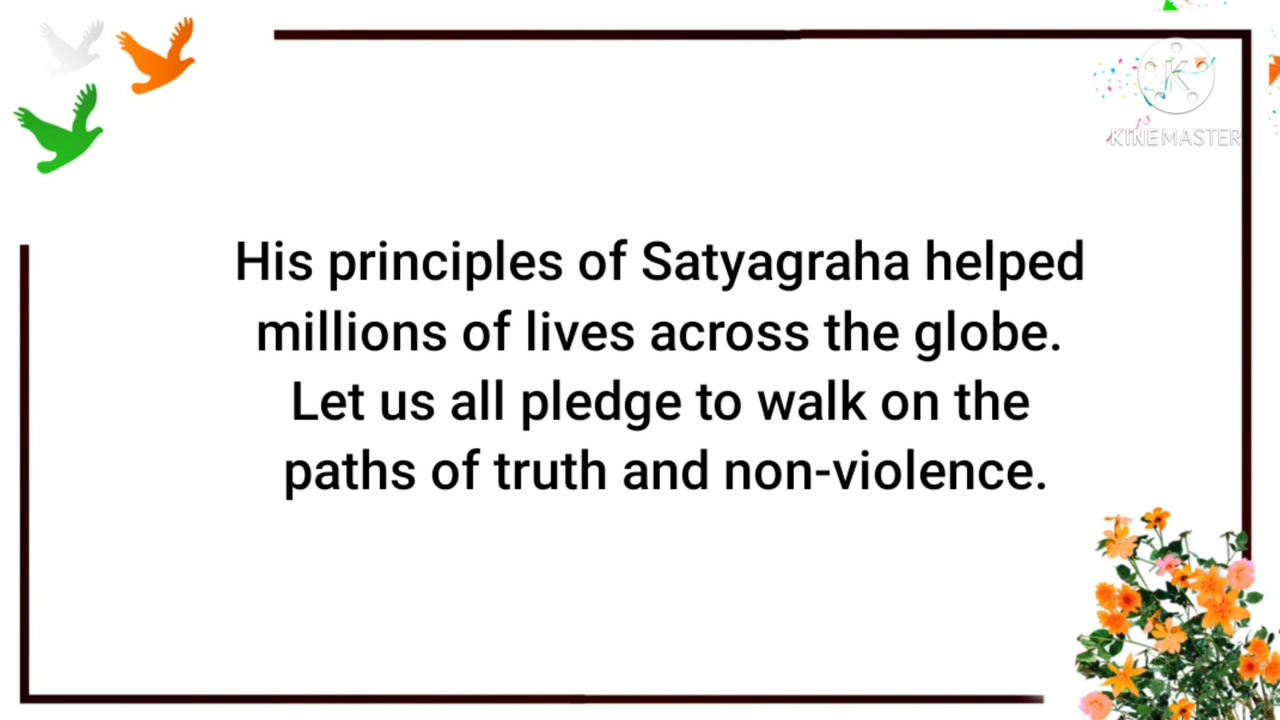 KINEMASTER
His principles of Satyagraha helped
millions of lives across the globe.
Let us all pledge to walk on the
paths of truth and non-violence.